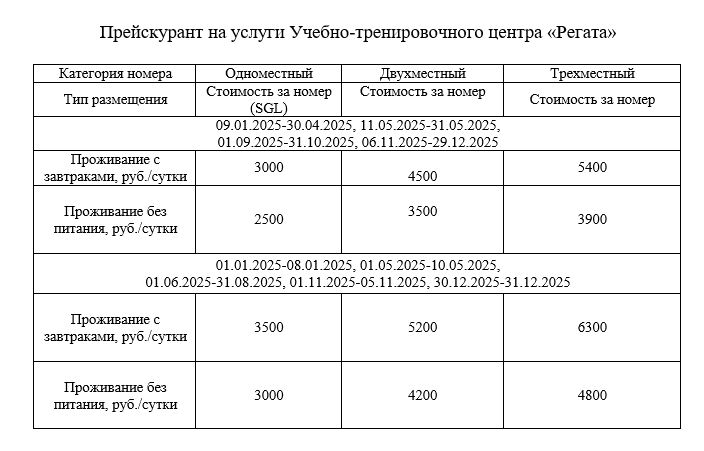 Прейскурант на услуги Учебно-тренировочного центра «Регата»
Категория номера Одноместный Двухместный Трехместный
Тип размещения Стоимость за номер (SGL) Стоимость за номер Стоимость за номер
09.01.2025-30.04.2025, 11.05.2025-31.05.2025,
01.09.2025-31.10.2025, 06.11.2025-29.12.2025
Проживание с
завтраками, руб./сутки 3000 4500 5400
Проживание без
питания, руб./сутки 2500 3500 3900
01.01.2025-08.01.2025, 01.05.2025-10.05.2025,
01.06.2025-31.08.2025, 01.11.2025-05.11.2025, 30.12.2025-31.12.2025
Проживание с
завтраками, руб./сутки 3500 5200 6300
Проживание без
питания, руб./сутки 3000 4200 4800